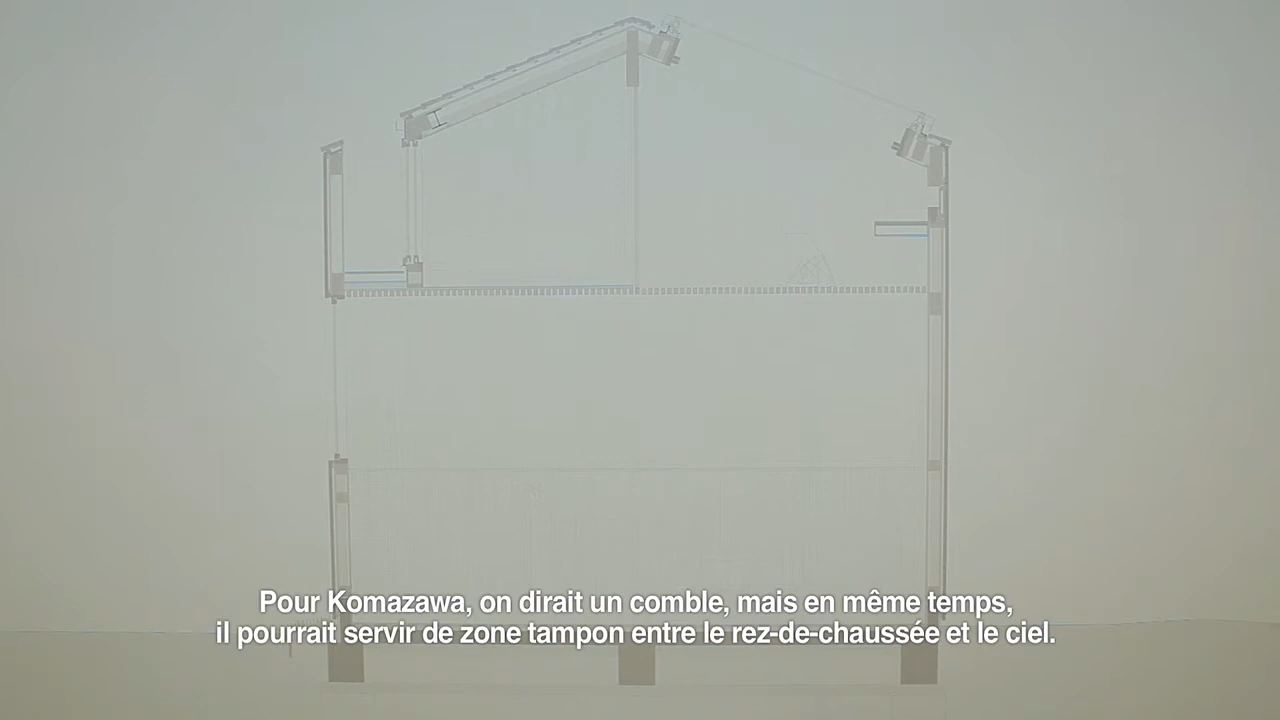 Pour Komazawa, on dirait un comble, mais en même temps,
il pourrait servir de zone tampon entre le rez-de-chaussée et le ciel.